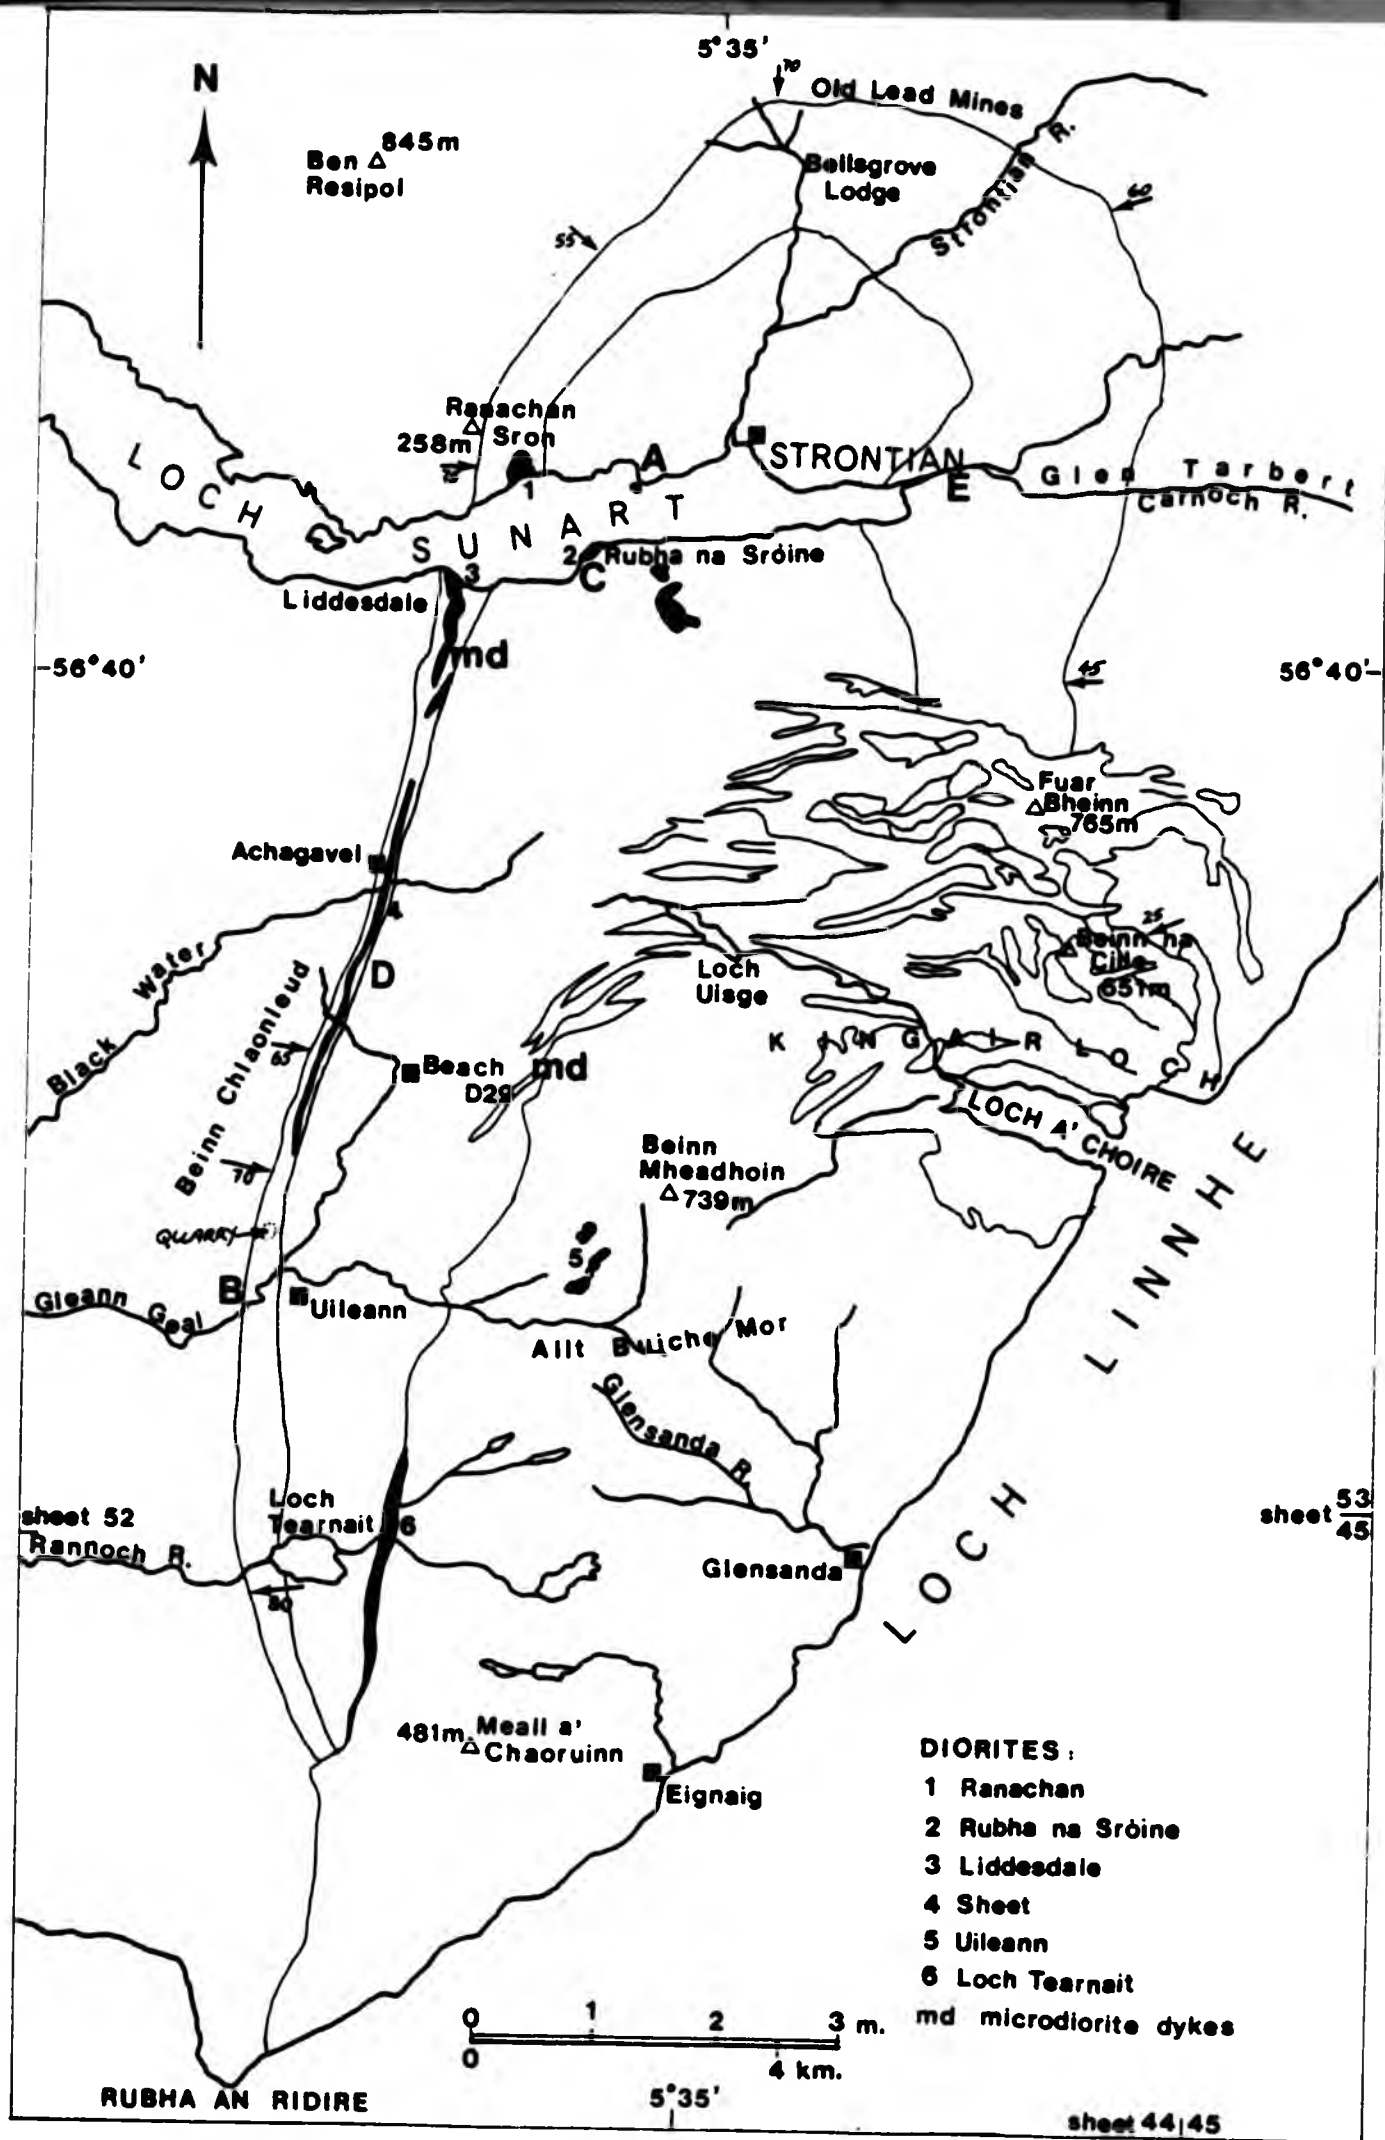 5°35'
N
70
Old Lead Mines
845m
Ben
Resipol
Bellsgrove
Lodge
Strontian R.
60
55
Ranachan
258m
Sron
A
STRONTIAN
E
Glen Tarbert
Carnoch R.
1
LOCH
SUNART
2
Rubha na Sròine
C
3
Liddesdale
md
-56°40'
56°40'-
45
Fuar
Bheinn
765m
Achagavel
4
Black Water
D
Loch
Uisge
25
Beinn na
Cille
651m
KINGAIRLOCH
Beinn Chlaonleud
65
Beach
D29
md
LOCH A' CHOIRE
Beinn
Mheadhoin
739m
70
QUARRY
5
B
Gleann Geal
Uileann
Allt Buiche Mor
LOCH LINNHE
Glensanda R.
Loch
Tearnait
6
sheet 52
Rannoch R.
sheet 53
45
Glensanda
80
481m
Meall a'
Chaoruinn
Eignaig
DIORITES:
1 Ranachan
2 Rubha na Sròine
3 Liddesdale
4 Sheet
5 Uileann
6 Loch Tearnait
md microdiorite dykes
0 1 2 3 m.
0 4 km.
RUBHA AN RIDIRE
5°35'
sheet 44|45